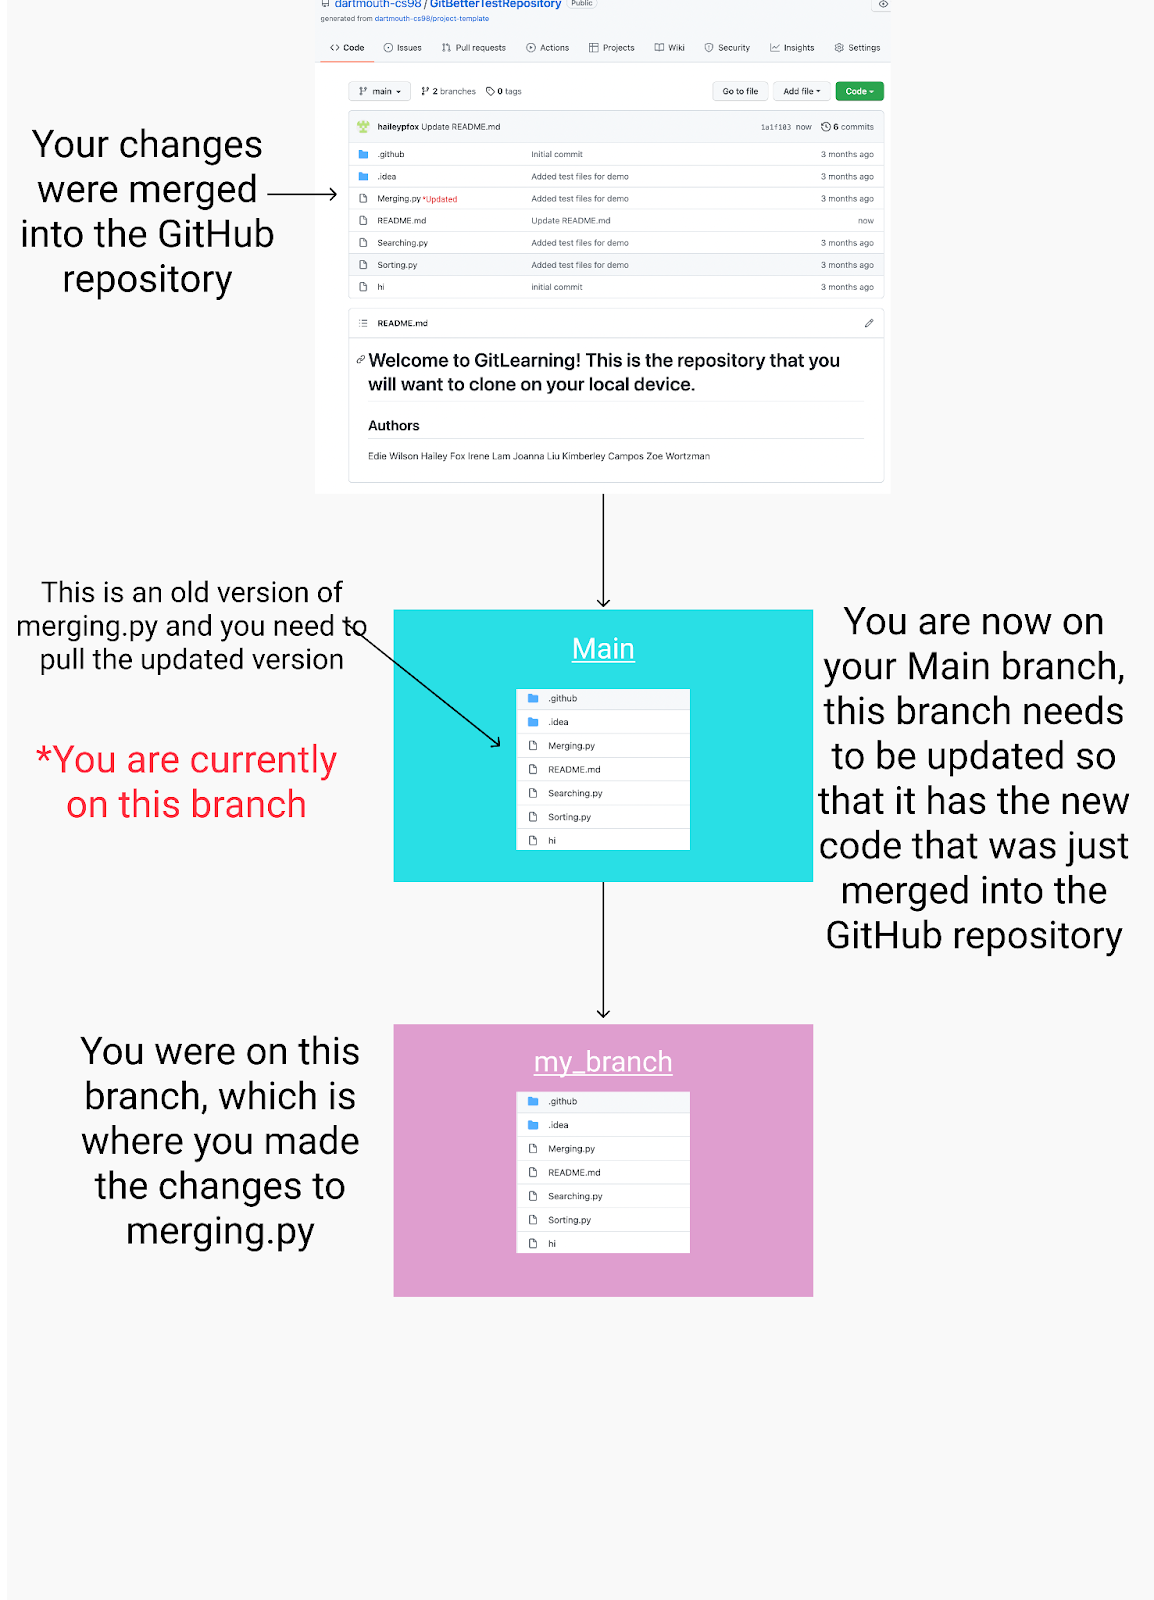 dartmouth-cs98 / GitBetterTestRepository Public
generated from dartmouth-cs98/project-template
Code Issues Pull requests Actions Projects Wiki Security Insights Settings
main 2 branches 0 tags Go to file Add file Code
haileypfox Update README.md 1a1f103 now 6 commits
.github Initial commit 3 months ago
.idea Added test files for demo 3 months ago
Merging.py *Updated Added test files for demo 3 months ago
README.md Update README.md now
Searching.py Added test files for demo 3 months ago
Sorting.py Added test files for demo 3 months ago
hi initial commit 3 months ago
README.md
Welcome to GitLearning! This is the repository that you
will want to clone on your local device.
Authors
Edie Wilson Hailey Fox Irene Lam Joanna Liu Kimberley Campos Zoe Wortzman
Your changes
were merged
into the GitHub
repository
This is an old version of
merging.py and you need to
pull the updated version
*You are currently
on this branch
Main
.github
.idea
Merging.py
README.md
Searching.py
Sorting.py
hi
You are now on
your Main branch,
this branch needs
to be updated so
that it has the new
code that was just
merged into the
GitHub repository
You were on this
branch, which is
where you made
the changes to
merging.py
my_branch
.github
.idea
Merging.py
README.md
Searching.py
Sorting.py
hi